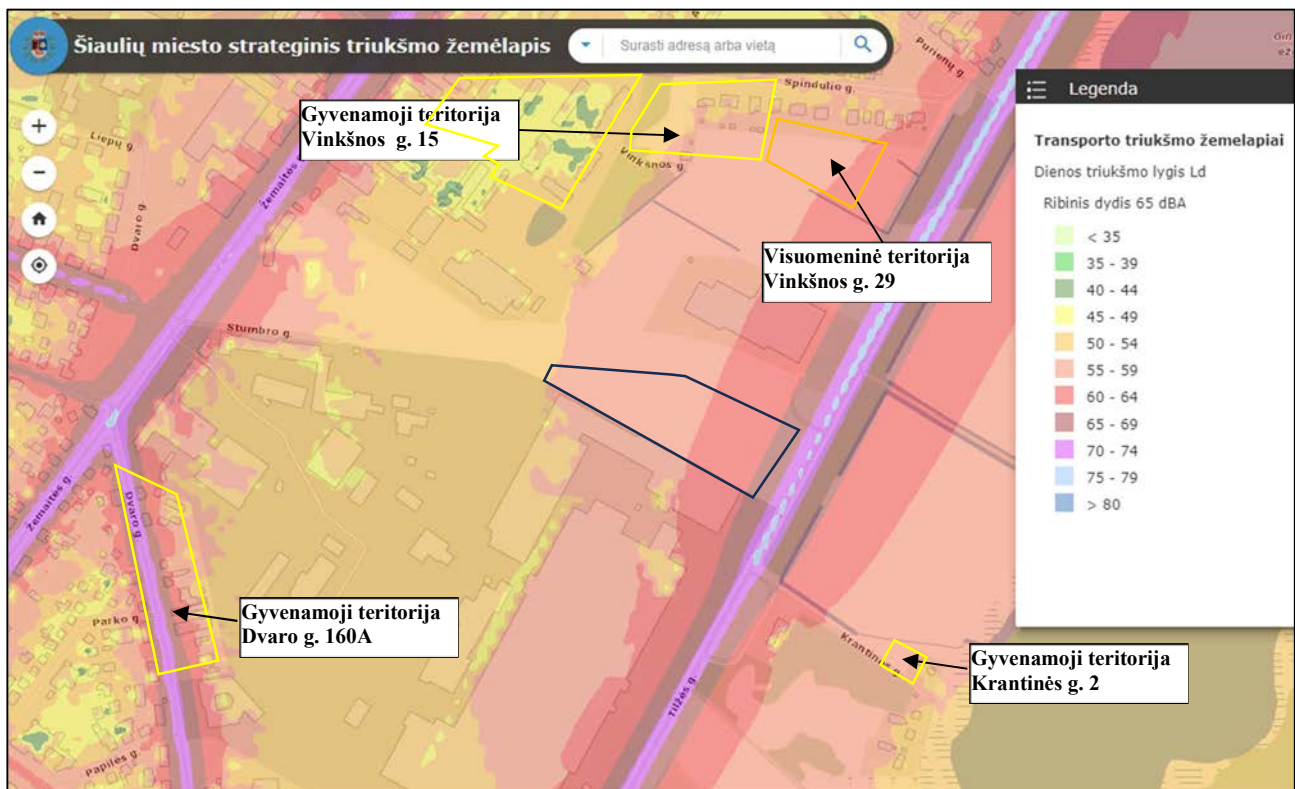 Šiaulių miesto strateginis triukšmo žemėlapis
Surasti adresą arba vietą
Purienų g.
Gin
ež
Legenda
Transporto triukšmo žemelapiai
Dienos triukšmo lygis Ld
Ribinis dydis 65 dBA
< 35
35 - 39
40 - 44
45 - 49
50 - 54
55 - 59
60 - 64
65 - 69
70 - 74
75 - 79
> 80
Spindulio g.
Gyvenamoji teritorija
Vinkšnos g. 15
Vinkšnos g.
Liepų g.
Dvaro g.
Žemaitės
Visuomeninė teritorija
Vinkšnos g. 29
Stumbro g.
Žemaitės g.
Dvaro g.
Parko g.
Gyvenamoji teritorija
Dvaro g. 160A
Krantinės g.
Gyvenamoji teritorija
Krantinės g. 2
Tilžės g.
Papilės g.